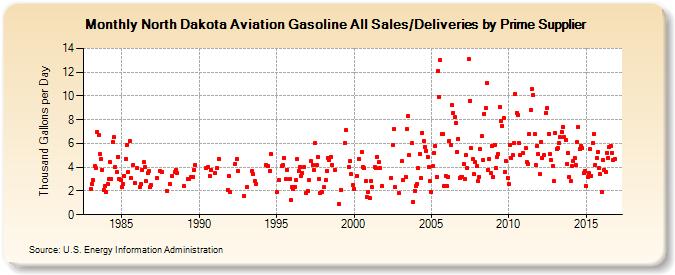 Monthly North Dakota Aviation Gasoline All Sales/Deliveries by Prime Supplier
Thousand Gallons per Day
14
12
10
8
6
4
2
0
1985 1990 1995 2000 2005 2010 2015
Source: U.S. Energy Information Administration